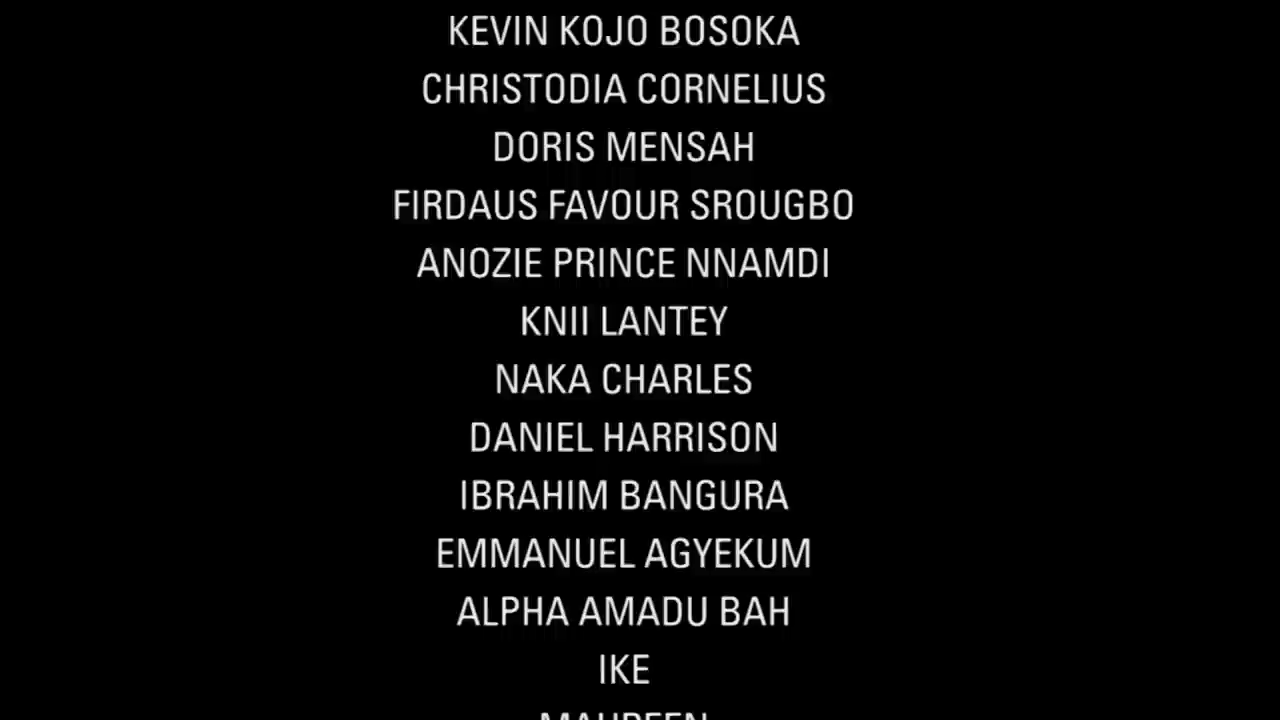 KEVIN KOJO BOSOKA
CHRISTODIA CORNELIUS
DORIS MENSAH
FIRDAUS FAVOUR SROUGBO
ANOZIE PRINCE NNAMDI
KNII LANTEY
NAKA CHARLES
DANIEL HARRISON
IBRAHIM BANGURA
EMMANUEL AGYEKUM
ALPHA AMADU BAH
IKE
MAUREEN